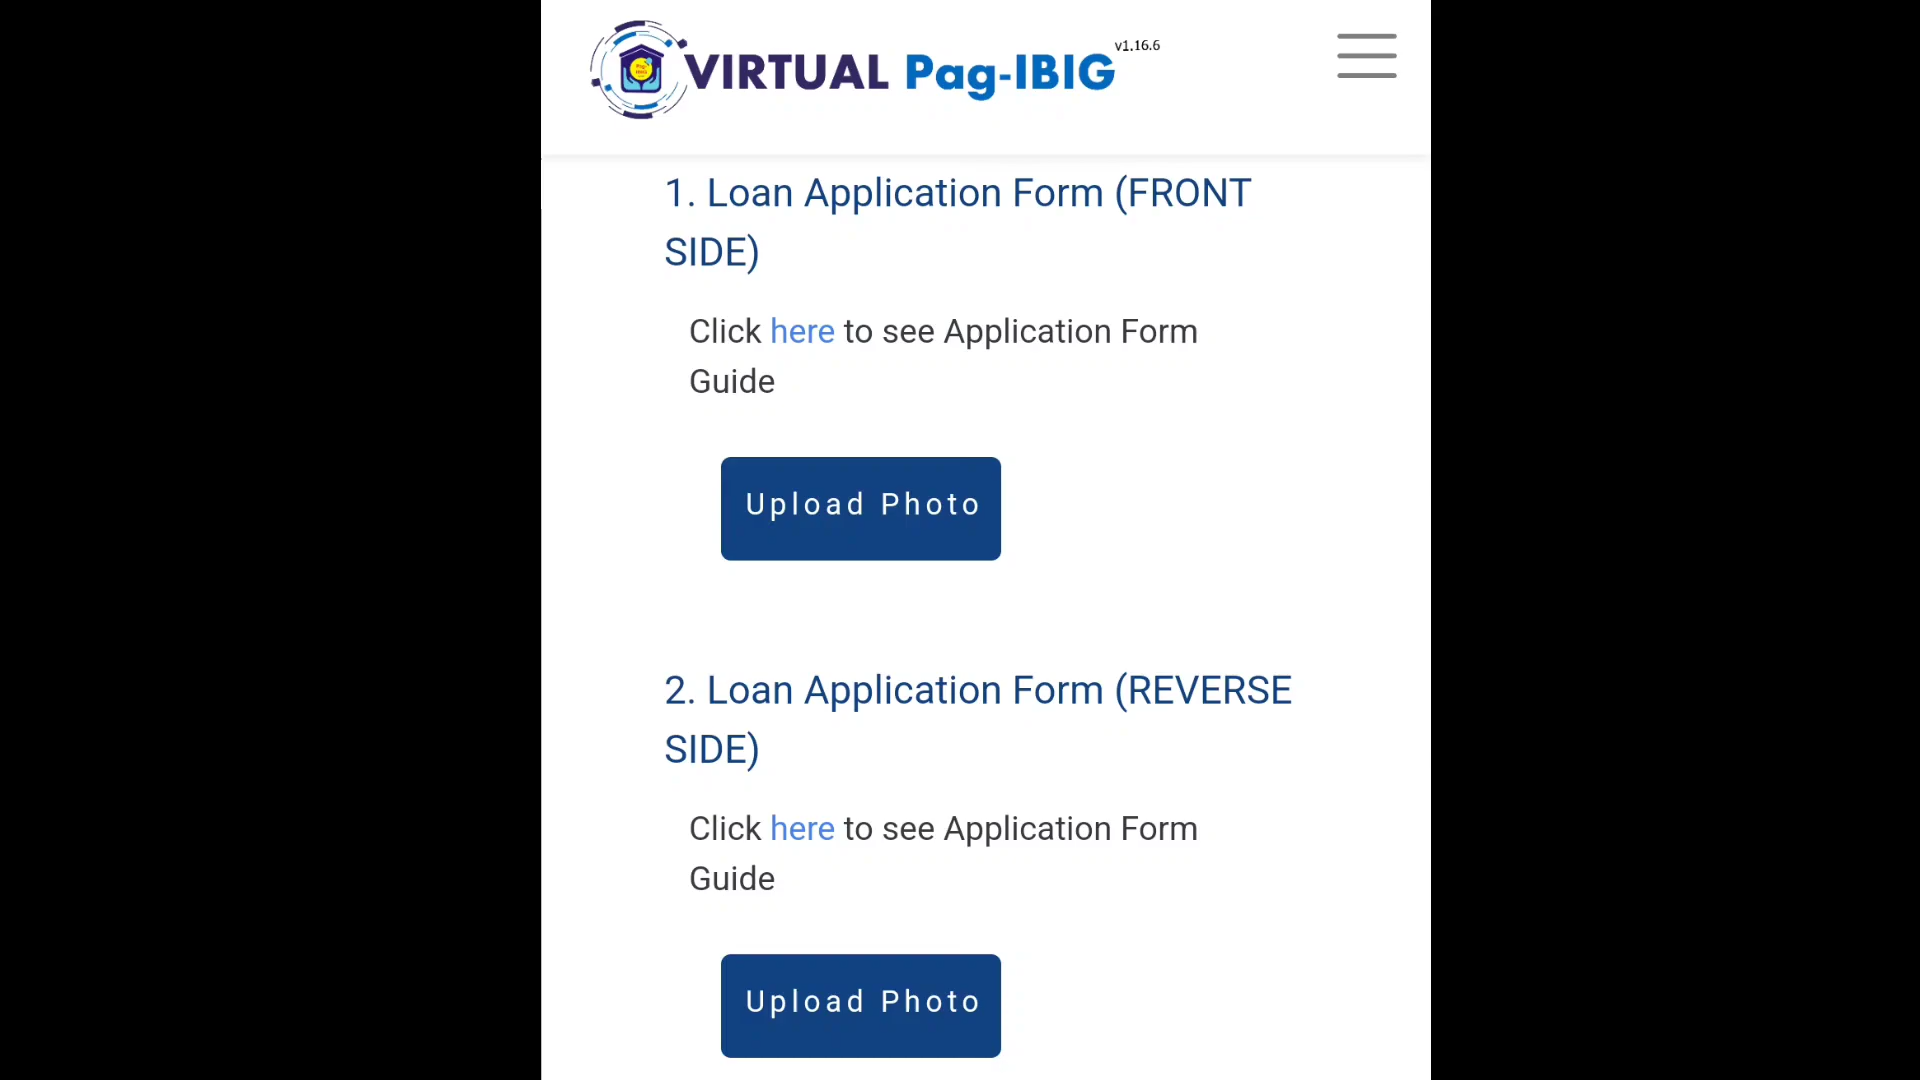 VIRTUAL Pag-IBIG v1.16.6
1. Loan Application Form (FRONT
SIDE)
Click here to see Application Form
Guide
Upload Photo
2. Loan Application Form (REVERSE
SIDE)
Click here to see Application Form
Guide
Upload Photo